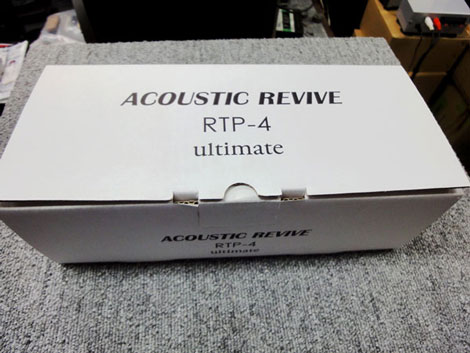 ACOUSTIC REVIVE
RTP-4
ultimate
ACOUSTIC REVIVE
RTP-4
ultimate